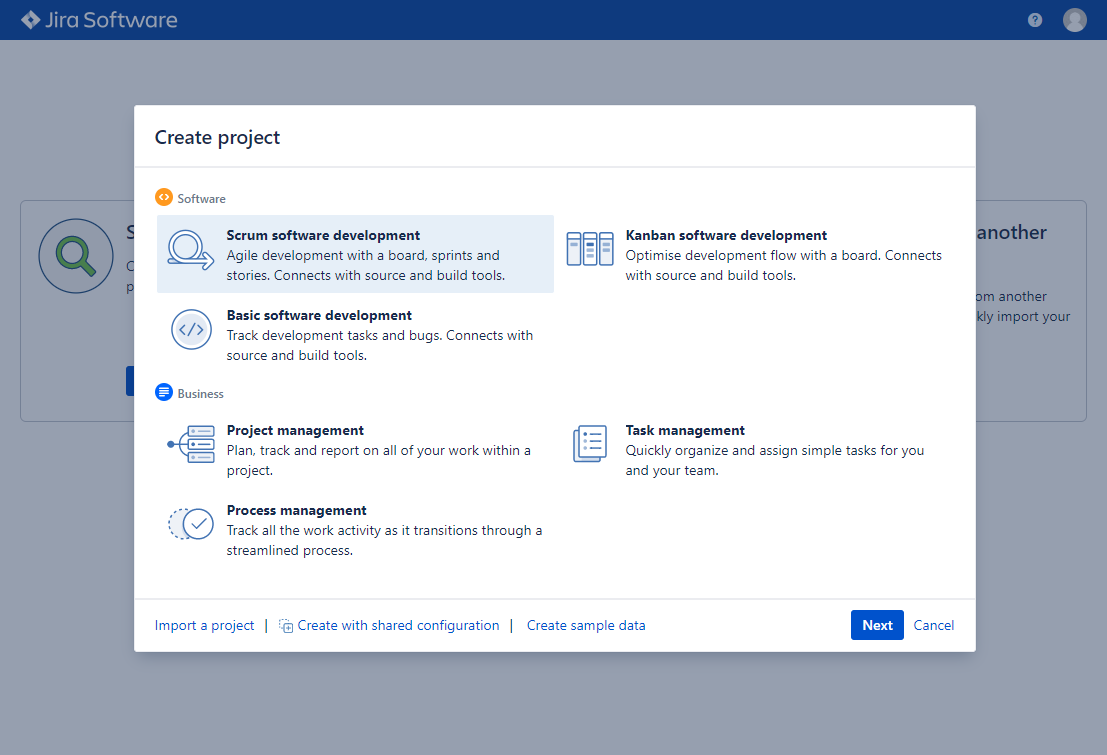 Jira Software
?
Create project
Software
Scrum software development
Agile development with a board, sprints and
stories. Connects with source and build tools.
Kanban software development
Optimise development flow with a board. Connects
with source and build tools.
Basic software development
Track development tasks and bugs. Connects with
source and build tools.
Business
Project management
Plan, track and report on all of your work within a
project.
Task management
Quickly organize and assign simple tasks for you
and your team.
Process management
Track all the work activity as it transitions through a
streamlined process.
Import a project | Create with shared configuration | Create sample data
Next Cancel
another
another
import your